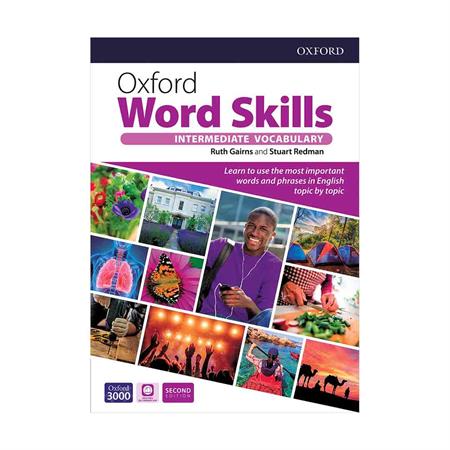 OXFORD
Oxford
Word Skills
INTERMEDIATE VOCABULARY
Ruth Gairns and Stuart Redman
Learn to use the most important
words and phrases in English
topic by topic
Oxford
3000
SECOND
EDITION